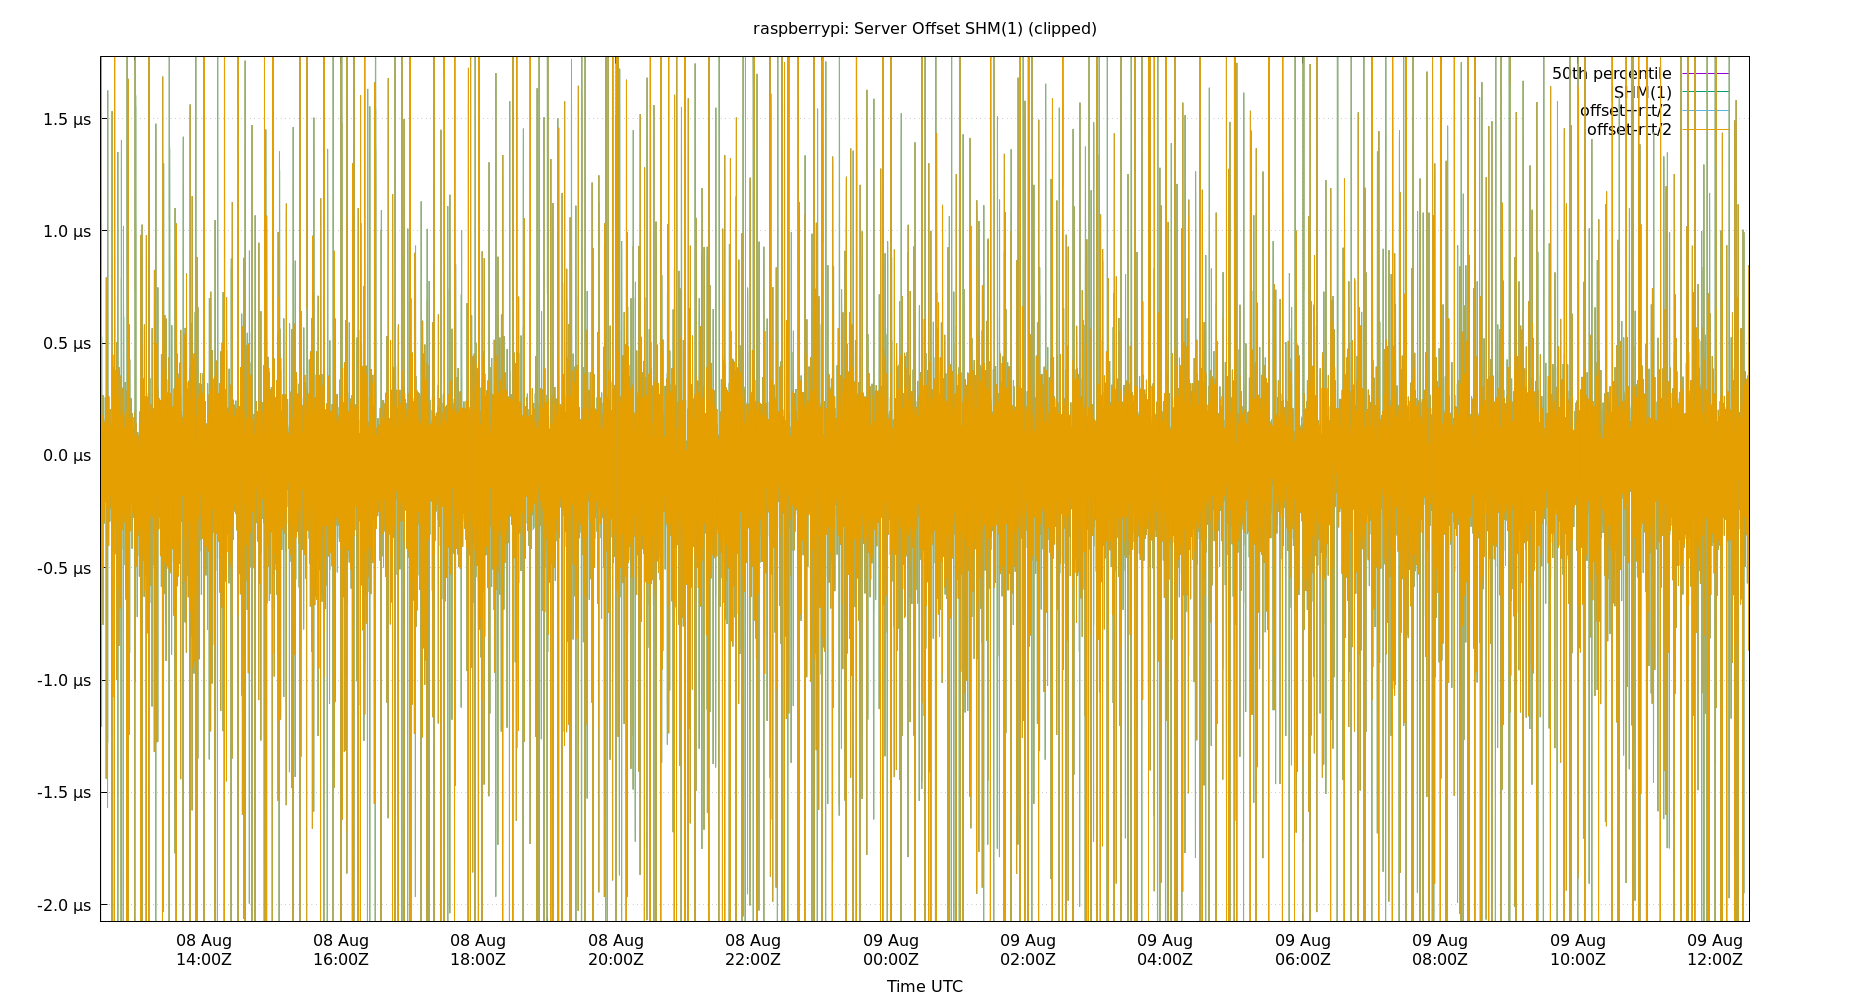 raspberrypi: Server Offset SHM(1) (clipped)
50th percentile
SHM(1)
offset+rtt/2
offset-rtt/2
1.5 µs
1.0 µs
0.5 µs
0.0 µs
-0.5 µs
-1.0 µs
-1.5 µs
-2.0 µs
08 Aug 08 Aug 08 Aug 08 Aug 08 Aug 09 Aug 09 Aug 09 Aug 09 Aug 09 Aug 09 Aug 09 Aug
14:00Z 16:00Z 18:00Z 20:00Z 22:00Z 00:00Z 02:00Z 04:00Z 06:00Z 08:00Z 10:00Z 12:00Z
Time UTC